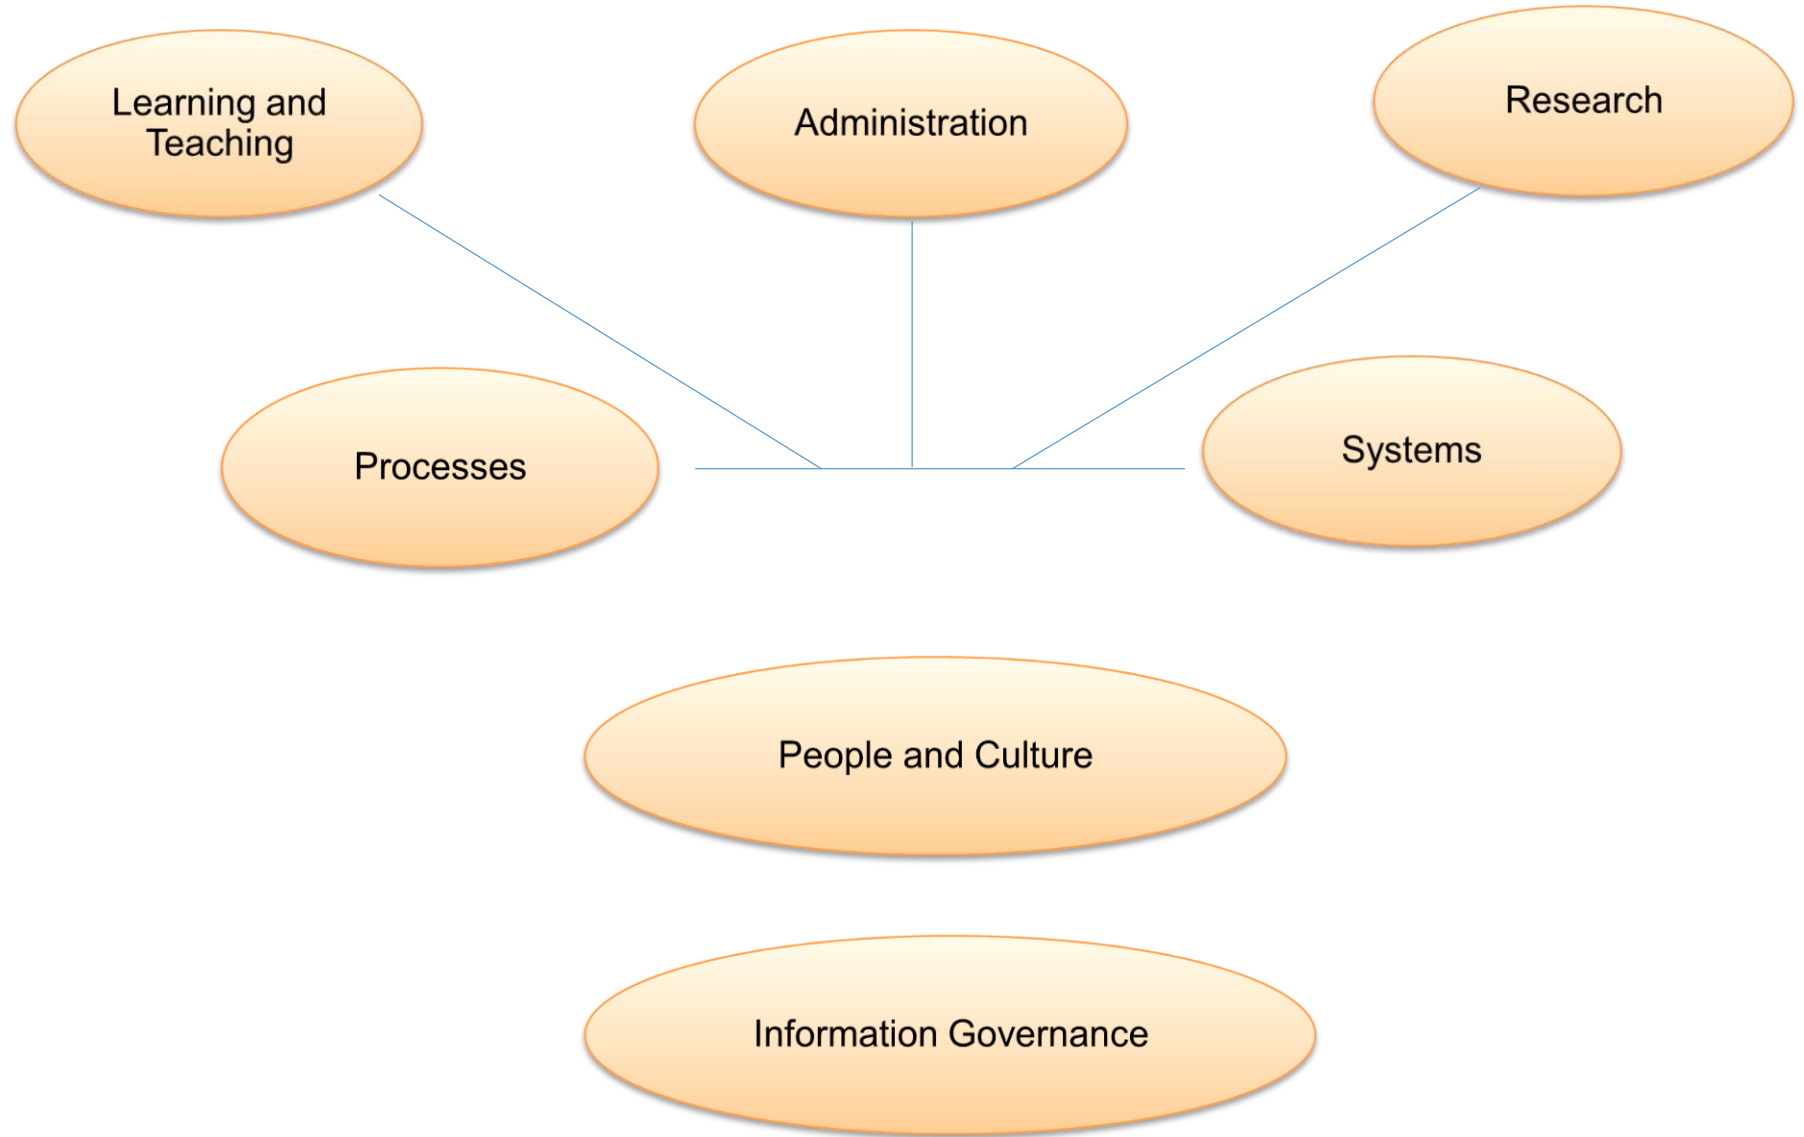 Learning and
Teaching
Administration
Research
Processes
Systems
People and Culture
Information Governance